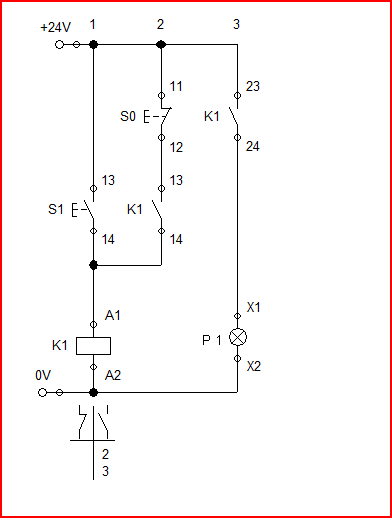 1 2 3
+24V
11 23
S0 K1
12 24
13 13
S1 K1
14 14
A1 X1
K1 P 1
A2 X2
0V
2
3